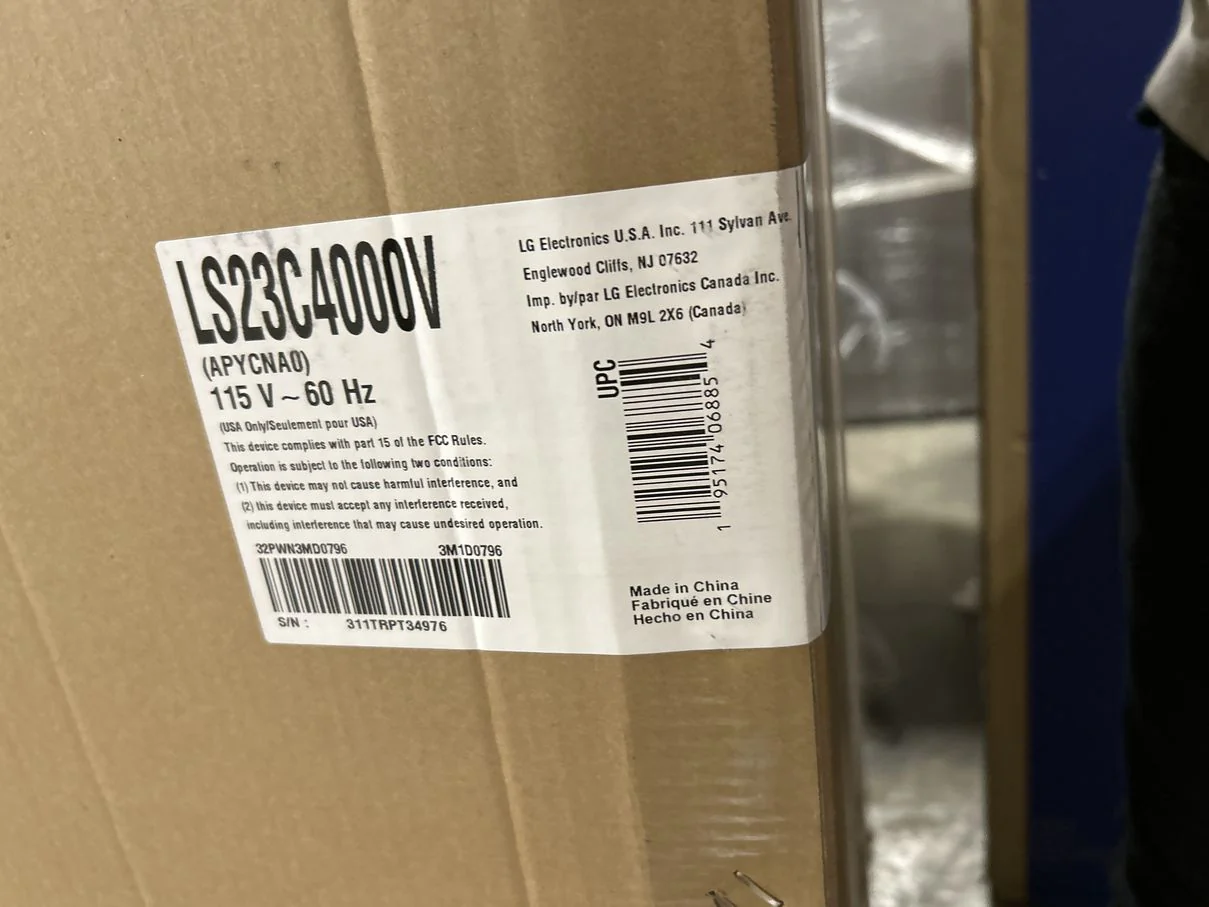 LS23C4000V
(APYCNA0)
115 V ~ 60 Hz
(USA Only/Seulement pour USA)
This device complies with part 15 of the FCC Rules.
Operation is subject to the following two conditions:
(1) This device may not cause harmful interference, and
(2) this device must accept any interference received,
including interference that may cause undesired operation.
32PWN3MD0796 3M1D0796
S/N : 311TRPT34976
LG Electronics U.S.A. Inc. 111 Sylvan Ave.
Englewood Cliffs, NJ 07632
Imp. by/par LG Electronics Canada Inc.
North York, ON M9L 2X6 (Canada)
UPC
1 95174 06885 4
Made in China
Fabriqué en Chine
Hecho en China